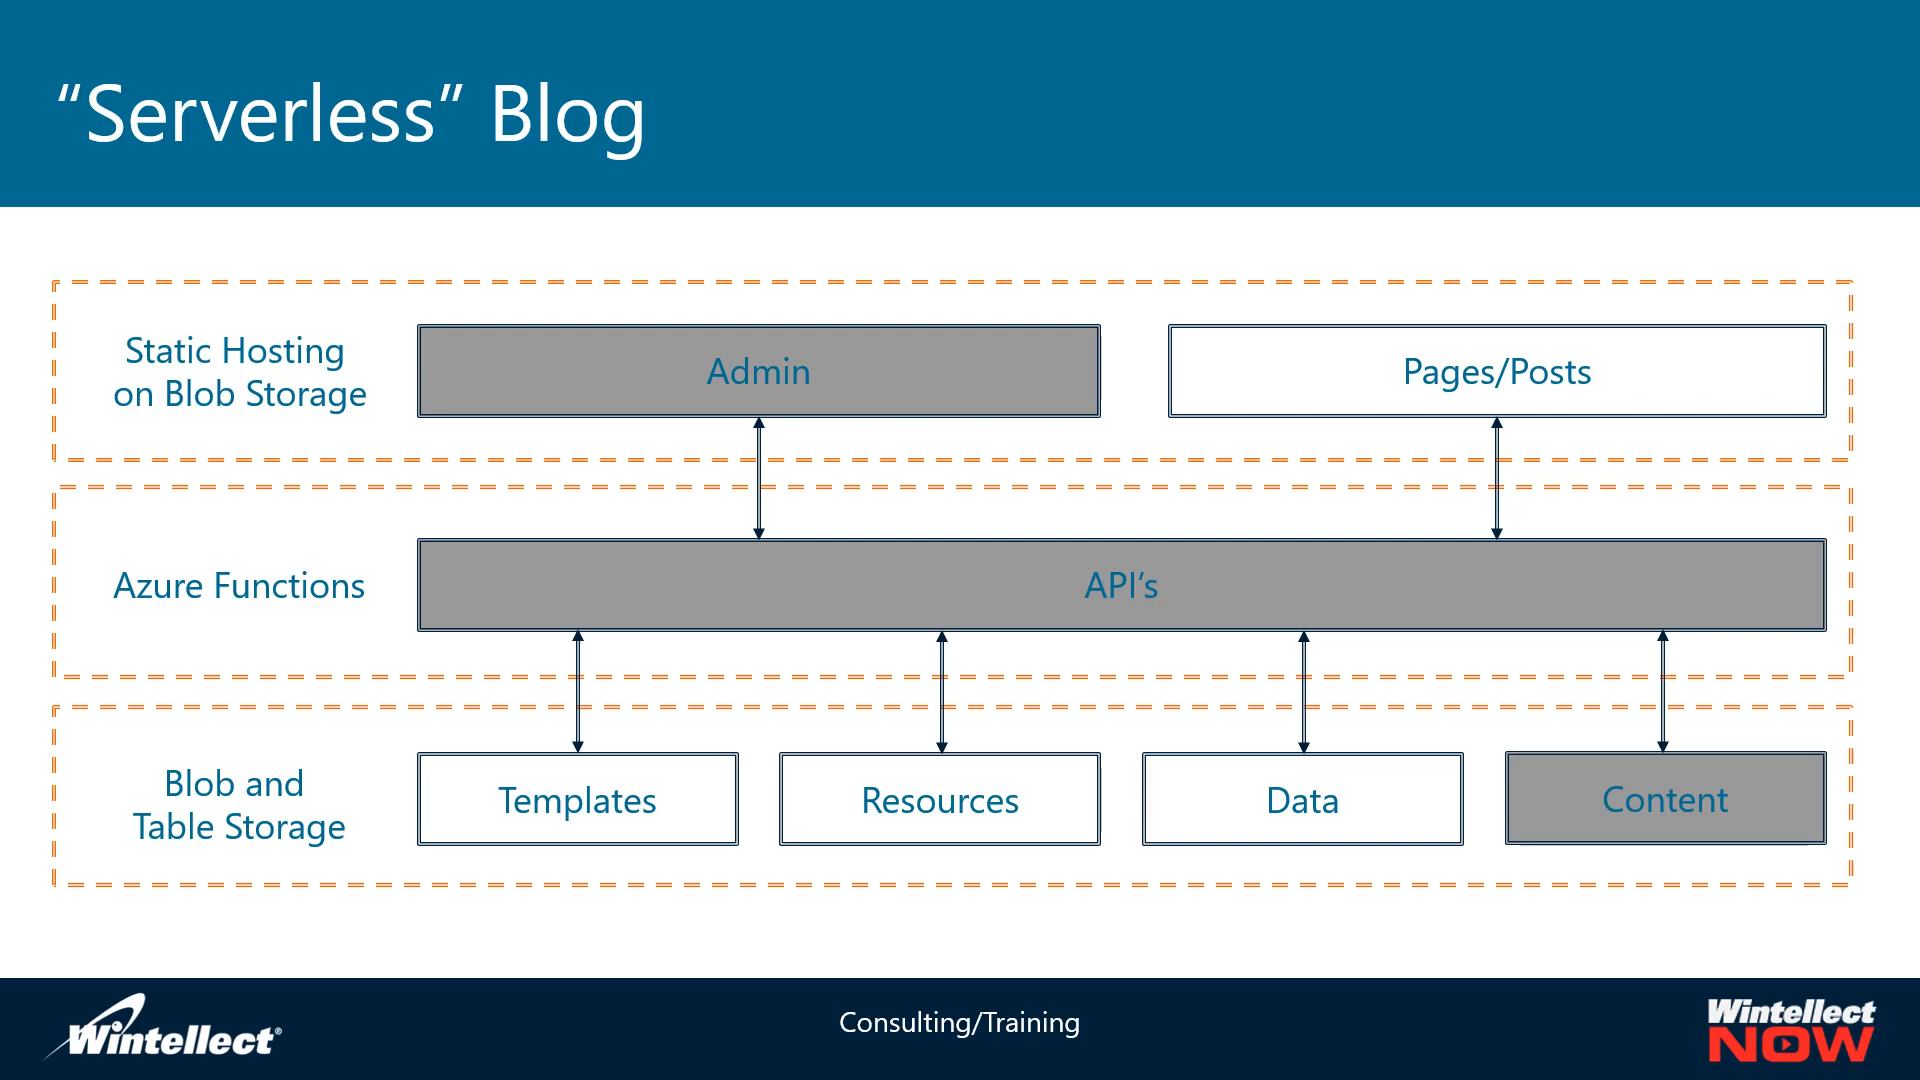 “Serverless” Blog
Static Hosting
on Blob Storage
Admin
Pages/Posts
Azure Functions
API’s
Blob and
Table Storage
Templates
Resources
Data
Content
Wintellect®
Consulting/Training
Wintellect
NOW